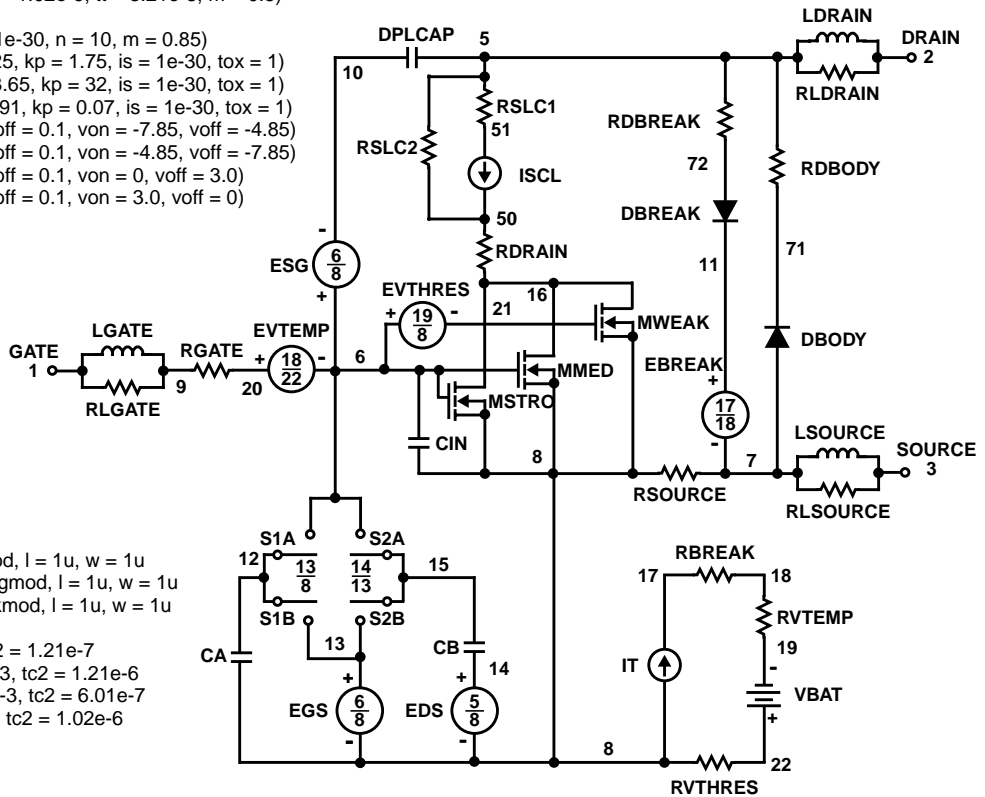 1e-30, n = 10, m = 0.85)
25, kp = 1.75, is = 1e-30, tox = 1)
3.65, kp = 32, is = 1e-30, tox = 1)
91, kp = 0.07, is = 1e-30, tox = 1)
off = 0.1, von = -7.85, voff = -4.85)
off = 0.1, von = -4.85, voff = -7.85)
off = 0.1, von = 0, voff = 3.0)
off = 0.1, von = 3.0, voff = 0)
LDRAIN
DPLCAP
5
DRAIN
2
10
RLDRAIN
RSLC1
51
RDBREAK
RSLC2
72
ISCL
RDBODY
50
DBREAK
-
RDRAIN
71
ESG
6
8
11
+
EVTHRES
+
19
8
-
16
21
MWEAK
LGATE
EVTEMP
GATE
1
RGATE
+
18
22
-
6
EBREAK
+
DBODY
MMED
9
20
MSTRO
17
18
RLGATE
-
LSOURCE
CIN
8
7
SOURCE
3
RSOURCE
RLSOURCE
S1A
S2A
od, l = 1u, w = 1u
12
13
8
14
13
15
RBREAK
gmod, l = 1u, w = 1u
17
18
kmod, l = 1u, w = 1u
S1B
S2B
RVTEMP
2 = 1.21e-7
13
CB
19
3, tc2 = 1.21e-6
CA
14
IT
-
-3, tc2 = 6.01e-7
+
+
VBAT
tc2 = 1.02e-6
EGS
6
8
EDS
5
8
+
-
-
8
22
RVTHRES